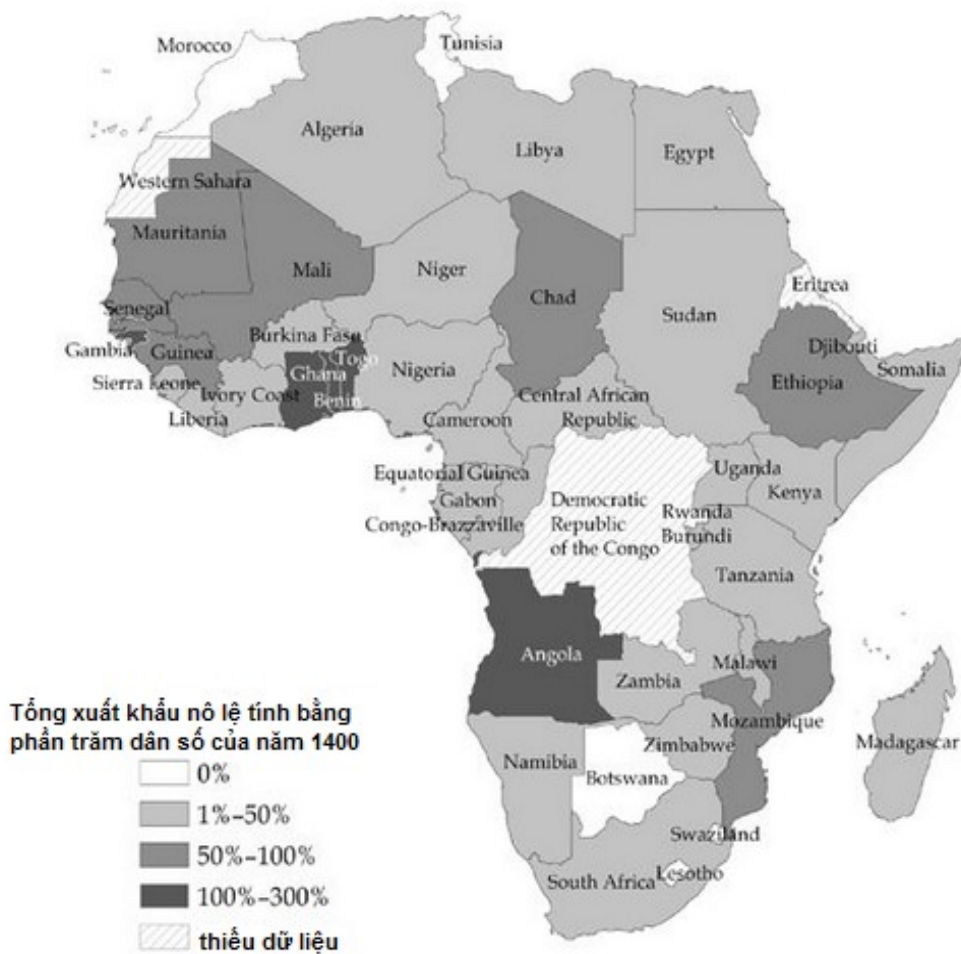 Morocco
Tunisia
Algeria
Libya
Egypt
Western Sahara
Mauritania
Mali
Niger
Chad
Sudan
Eritrea
Senegal
Gambia
Guinea
Burkina Faso
Djibouti
Somalia
Ethiopia
Sierra Leone
Liberia
Ivory Coast
Ghana
Togo
Benin
Nigeria
Cameroon
Central African
Republic
Equatorial Guinea
Gabon
Congo-Brazzaville
Democratic
Republic
of the Congo
Uganda
Kenya
Rwanda
Burundi
Tanzania
Angola
Zambia
Malawi
Mozambique
Zimbabwe
Madagascar
Namibia
Botswana
Swaziland
Lesotho
South Africa
Tổng xuất khẩu nô lệ tính bằng
phần trăm dân số của năm 1400
0%
1%–50%
50%–100%
100%–300%
thiếu dữ liệu